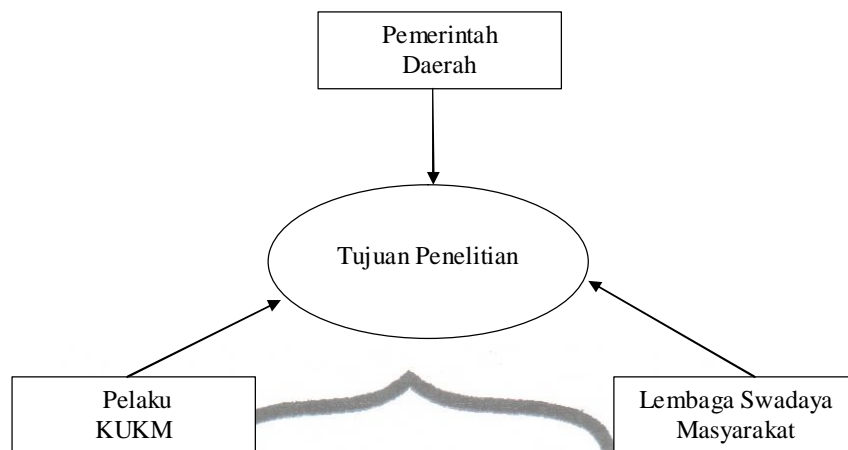 Pemerintah
Daerah
Tujuan Penelitian
Pelaku
KUKM
Lembaga Swadaya
Masyarakat